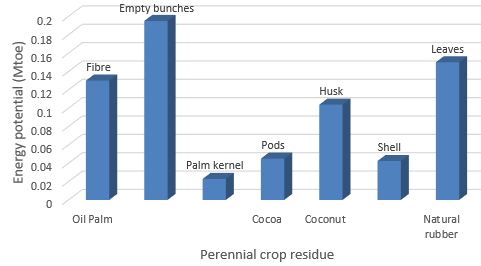 Empty bunches
0.2
0.18
0.16
0.14
0.12
0.1
0.08
0.06
0.04
0.02
0
Energy potential (Mtoe)
Fibre
Palm kernel
Pods
Husk
Shell
Leaves
Oil Palm
Cocoa
Coconut
Natural
rubber
Perennial crop residue